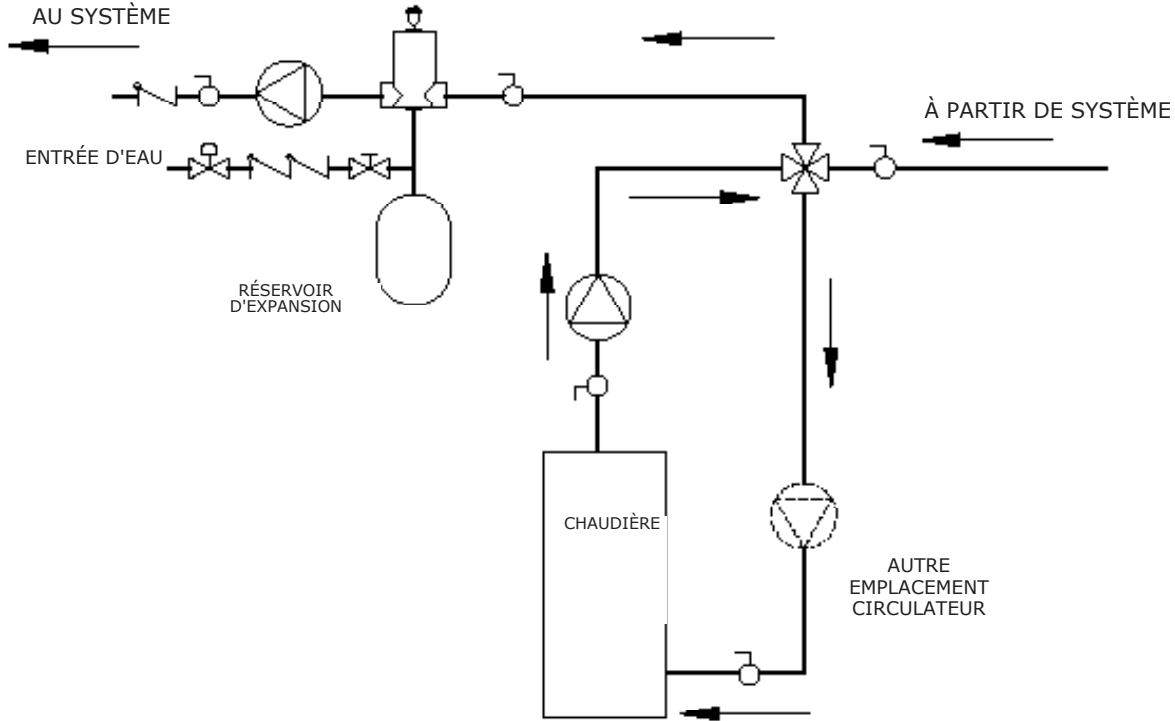 AU SYSTÈME
À PARTIR DE SYSTÈME
ENTRÉE D'EAU
RÉSERVOIR
D'EXPANSION
CHAUDIÈRE
AUTRE
EMPLACEMENT
CIRCULATEUR